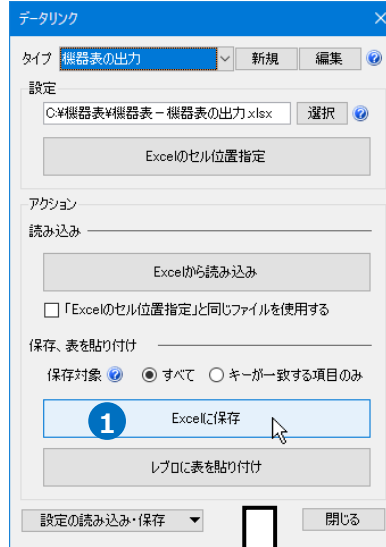 データリンク
タイプ 機器表の出力 新規 編集
設定
C:¥機器表¥機器表－機器表の出力.xlsx 選択
Excelのセル位置指定
アクション
読み込み
Excelから読み込み
「Excelのセル位置指定」と同じファイルを使用する
保存、表を貼り付け
保存対象 すべて キーが一致する項目のみ
1 Excelに保存
レブロに表を貼り付け
設定の読み込み・保存 閉じる